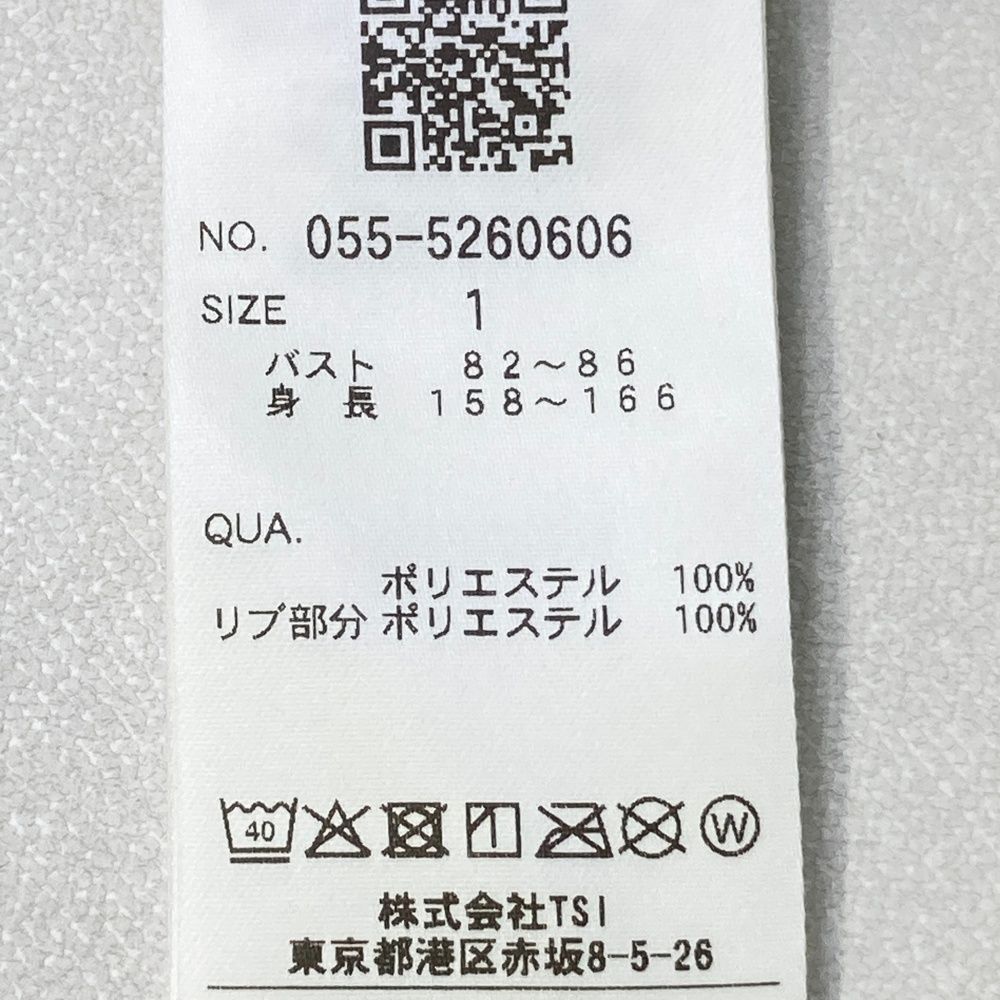 NO. 055-5260606
SIZE 1
バスト 82~86
身長 158~166
QUA.
ポリエステル 100%
リブ部分 ポリエステル 100%
40 W
株式会社TSI
東京都港区赤坂8-5-26